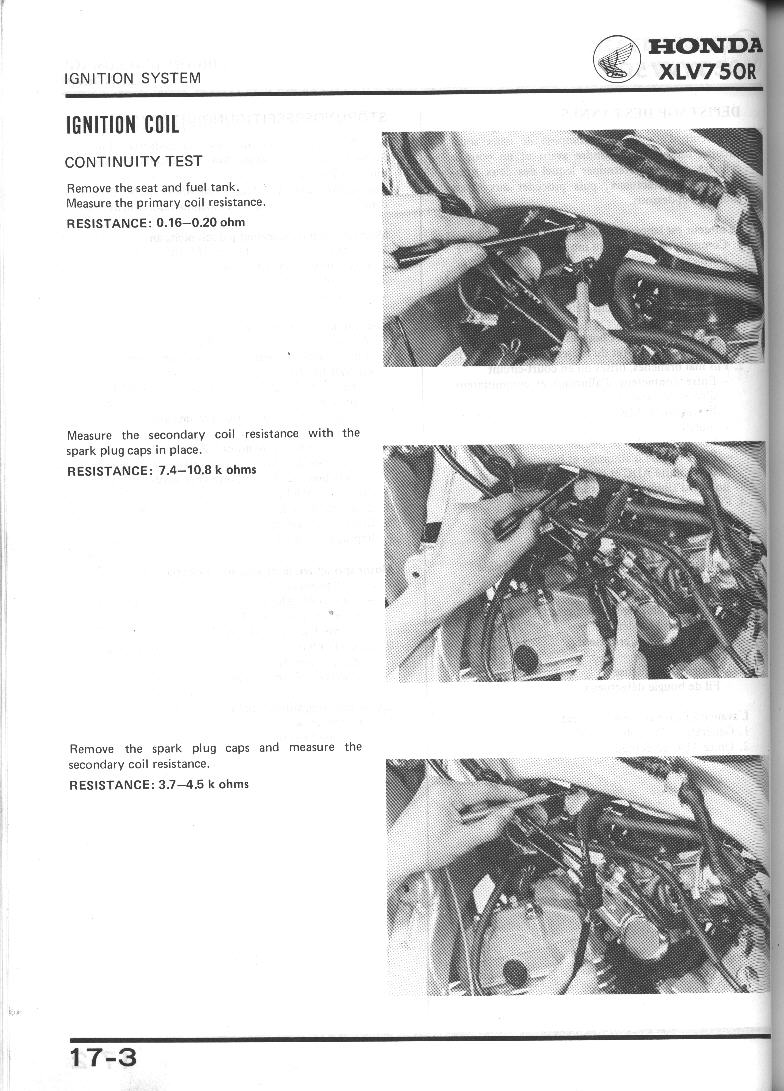 IGNITION SYSTEM
HONDA
XLV750R
IGNITION COIL
CONTINUITY TEST
Remove the seat and fuel tank.
Measure the primary coil resistance.
RESISTANCE: 0.16—0.20 ohm
Measure the secondary coil resistance with the
spark plug caps in place.
RESISTANCE: 7.4—10.8 k ohms
Remove the spark plug caps and measure the
secondary coil resistance.
RESISTANCE: 3.7—4.5 k ohms
17-3